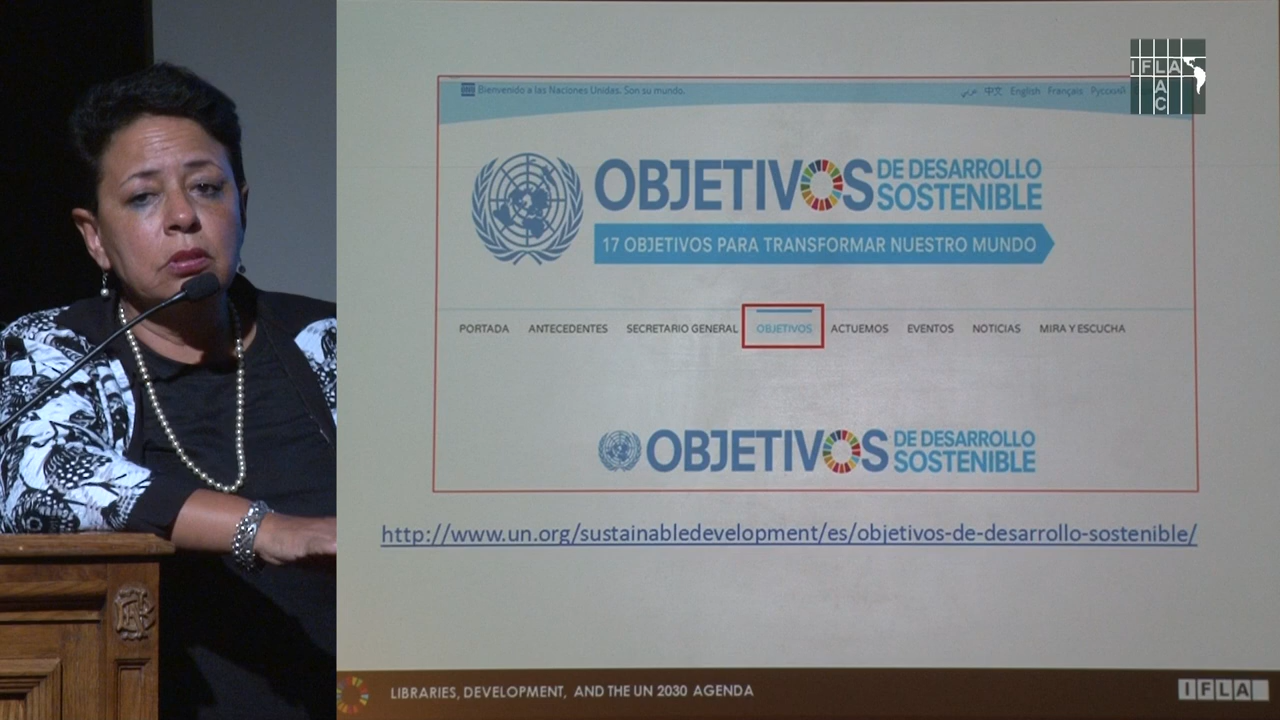 IFLA
LAC
Bienvenido a las Naciones Unidas. Son su mundo.
عربي 中文 English Français Русский
OBJETIVOS DE DESARROLLO SOSTENIBLE
17 OBJETIVOS PARA TRANSFORMAR NUESTRO MUNDO
PORTADA ANTECEDENTES SECRETARIO GENERAL OBJETIVOS ACTUEMOS EVENTOS NOTICIAS MIRA Y ESCUCHA
OBJETIVOS DE DESARROLLO SOSTENIBLE
http://www.un.org/sustainabledevelopment/es/objetivos-de-desarrollo-sostenible/
LIBRARIES, DEVELOPMENT, AND THE UN 2030 AGENDA
IFLA